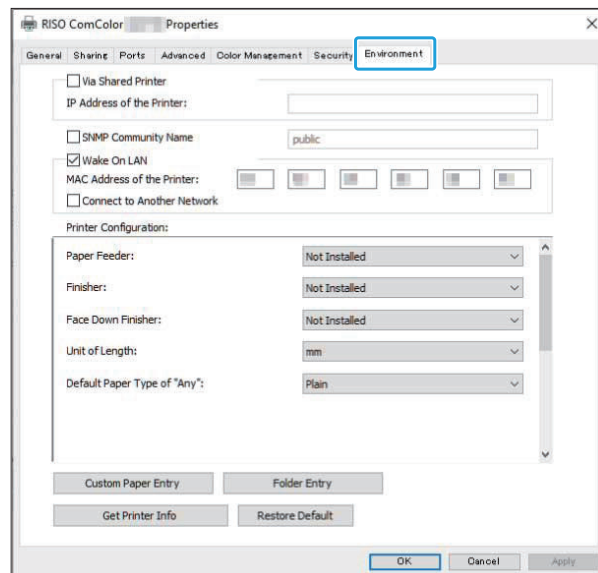 RISO ComColor Properties
General Sharing Ports Advanced Color Management Security Environment
Via Shared Printer
IP Address of the Printer:
SNMP Community Name public
Wake On LAN
MAC Address of the Printer:
Connect to Another Network
Printer Configuration:
Paper Feeder: Not Installed
Finisher: Not Installed
Face Down Finisher: Not Installed
Unit of Length: mm
Default Paper Type of "Any": Plain
Custom Paper Entry Folder Entry
Get Printer Info Restore Default
OK Cancel Apply